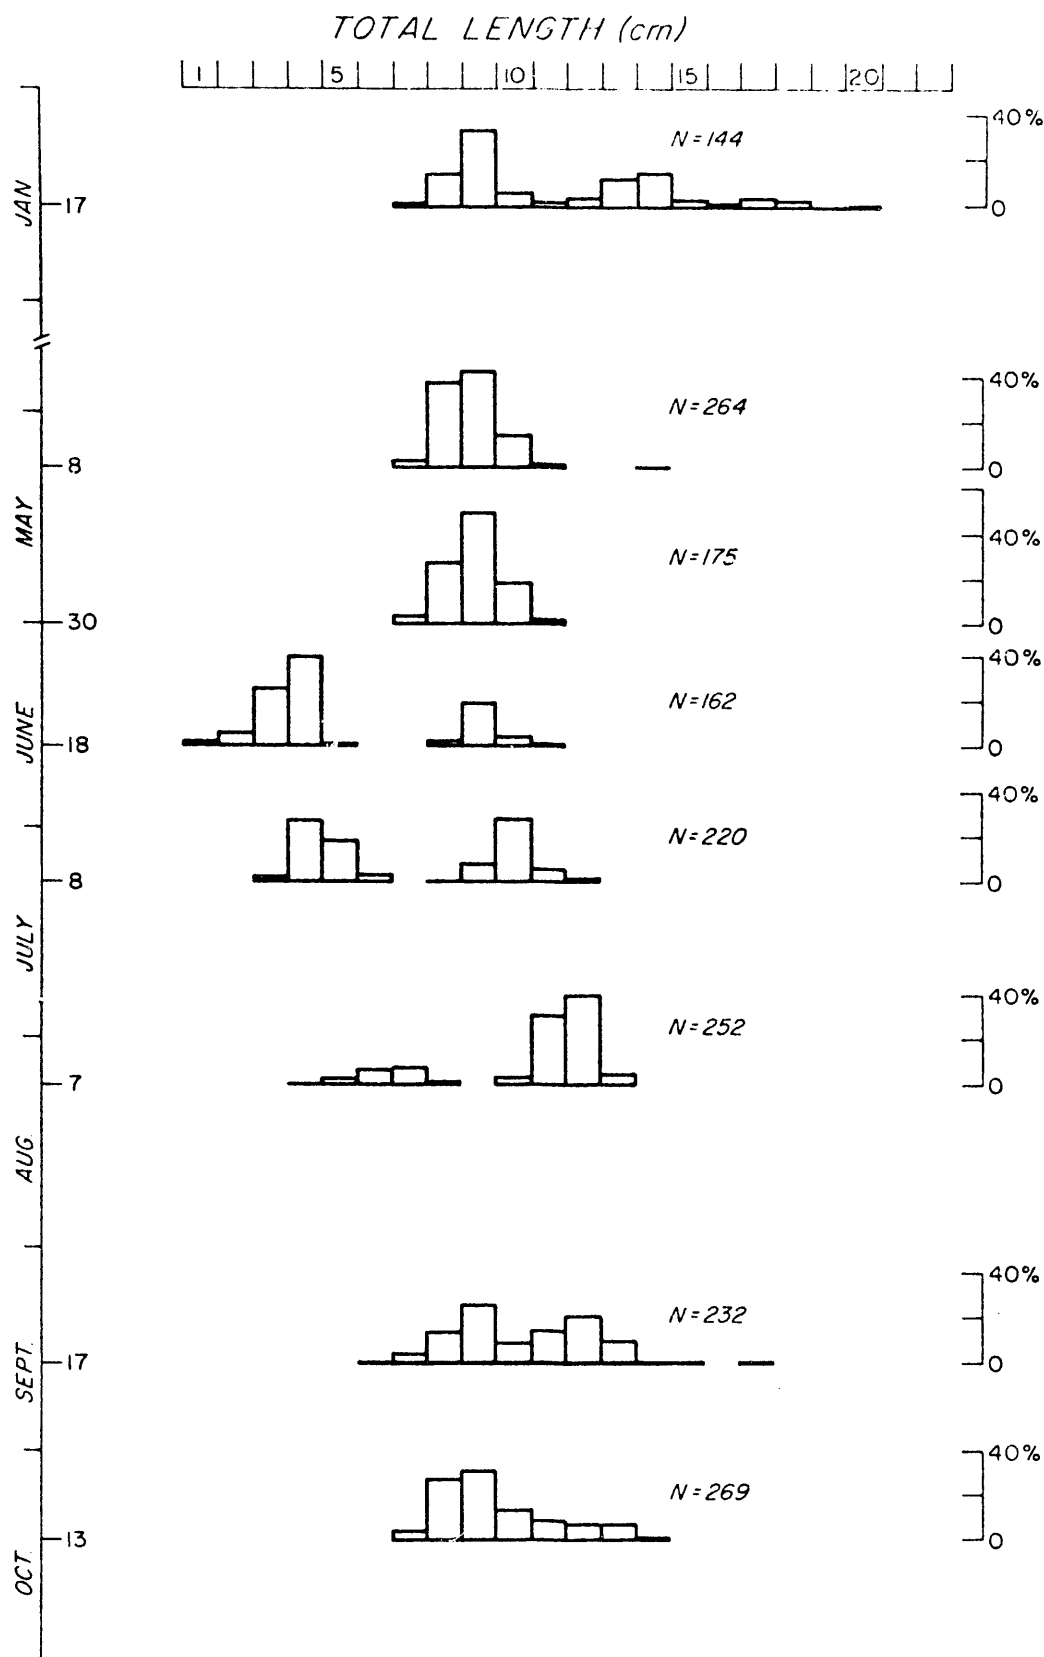 TOTAL LENGTH (cm)
1 5 10 15 20
N=144
40%
0
JAN
17
N=264
40%
0
8
MAY
N=175
40%
0
30
N=162
40%
0
JUNE
18
N=220
40%
0
8
JULY
N=252
40%
0
7
AUG.
N=232
40%
0
SEPT.
17
N=269
40%
0
13
OCT.